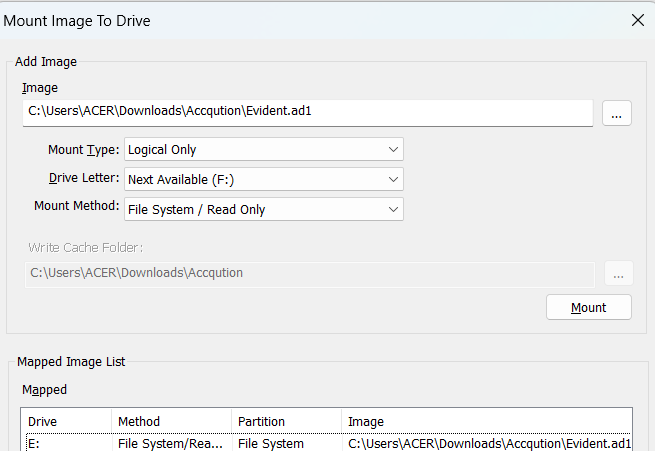 Mount Image To Drive
Add Image
Image
C:\Users\ACER\Downloads\Accqution\Evident.ad1
...
Mount Type: Logical Only
Drive Letter: Next Available (F:)
Mount Method: File System / Read Only
Write Cache Folder:
C:\Users\ACER\Downloads\Accqution
...
Mount
Mapped Image List
Mapped
Drive Method Partition Image
E: File System/Rea... File System C:\Users\ACER\Downloads\Accqution\Evident.ad1